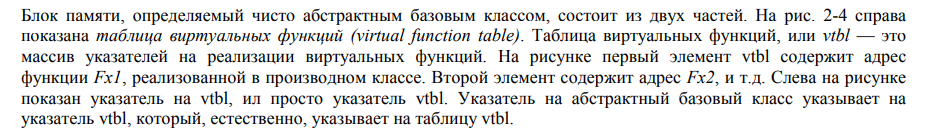 Блок памяти, определяемый чисто абстрактным базовым классом, состоит из двух частей. На рис. 2-4 справа
показана таблица виртуальных функций (virtual function table). Таблица виртуальных функций, или vtbl — это
массив указателей на реализации виртуальных функций. На рисунке первый элемент vtbl содержит адрес
функции Fx1, реализованной в производном классе. Второй элемент содержит адрес Fx2, и т.д. Слева на рисунке
показан указатель на vtbl, ил просто указатель vtbl. Указатель на абстрактный базовый класс указывает на
указатель vtbl, который, естественно, указывает на таблицу vtbl.